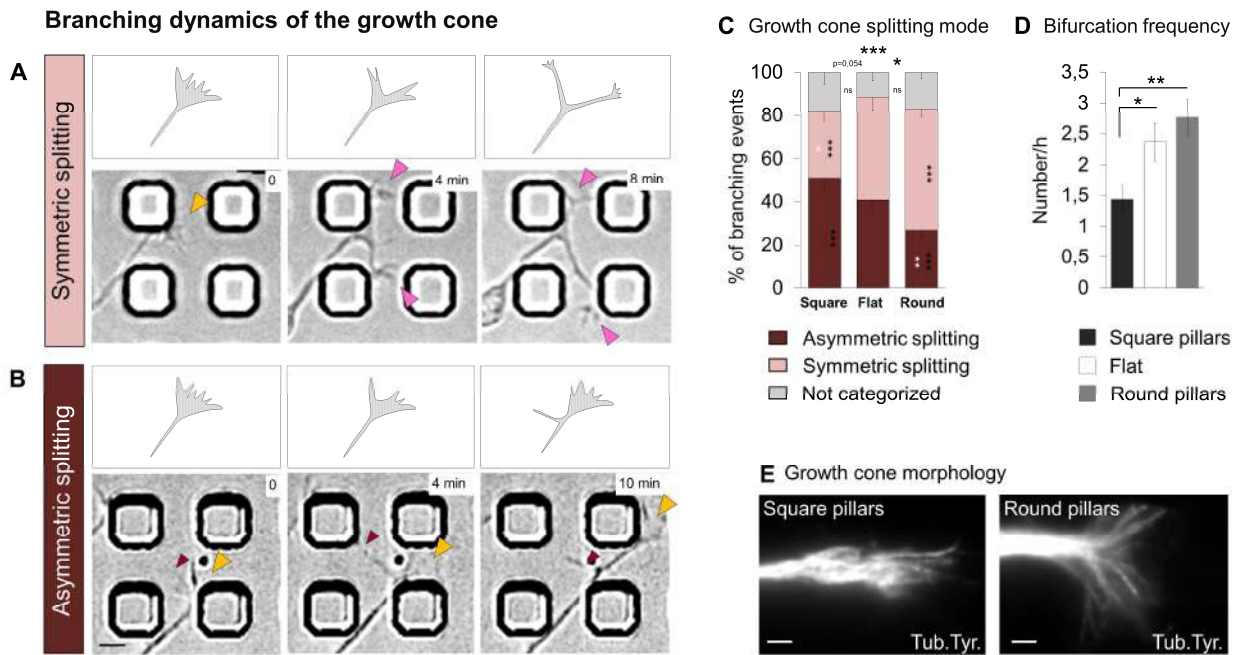 Branching dynamics of the growth cone
A
Symmetric splitting
0
4 min
8 min
B
Asymmetric splitting
0
4 min
10 min
C Growth cone splitting mode
***
p=0,054
*
ns
ns
% of branching events
100
80
60
40
20
0
*
***
***
***
**
***
Square Flat Round
Asymmetric splitting
Symmetric splitting
Not categorized
D Bifurcation frequency
Number/h
3,5
3
2,5
2
1,5
1
0,5
0
**
*
Square pillars
Flat
Round pillars
E Growth cone morphology
Square pillars
Tub.Tyr.
Round pillars
Tub.Tyr.